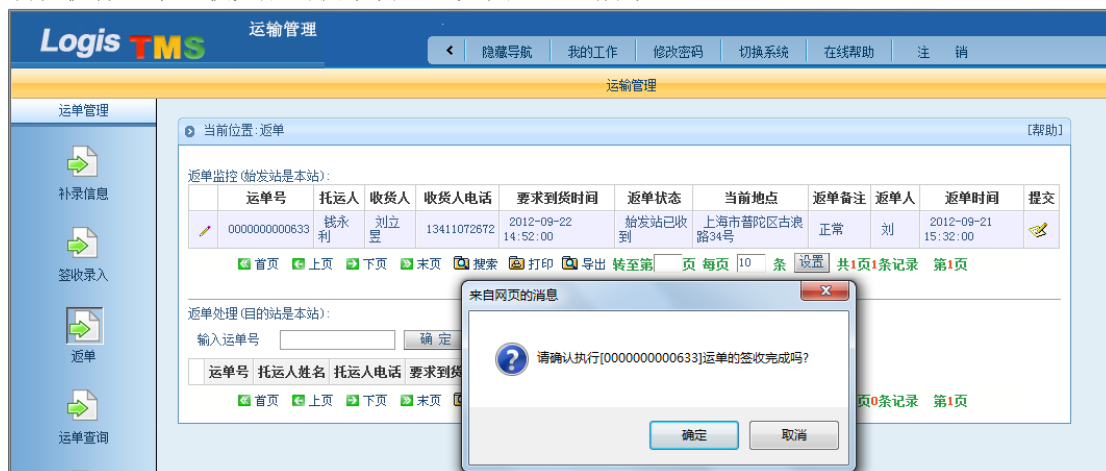 Logis TMS
运输管理
隐藏导航 我的工作 修改密码 切换系统 在线帮助 注 销
运输管理
运单管理
当前位置:返单 [帮助]
补录信息
签收录入
返单
运单查询
返单监控(始发站是本站):
运单号 托运人 收货人 收货人电话 要求到货时间 返单状态 当前地点 返单备注 返单人 返单时间 提交
0000000000633 钱永利 刘立昱 13411072672 2012-09-22 14:52:00 始发站已收到 上海市普陀区古浪路34号 正常 刘 2012-09-21 15:32:00
首页 上页 下页 末页 搜索 打印 导出 转至第 页 每页 10 条 设置 共1页1条记录 第1页
返单处理(目的站是本站):
输入运单号 确 定
运单号 托运人姓名 托运人电话 要求到货
首页 上页 下页 末页 页0条记录 第1页
来自网页的消息
请确认执行[0000000000633]运单的签收完成吗?
确定 取消